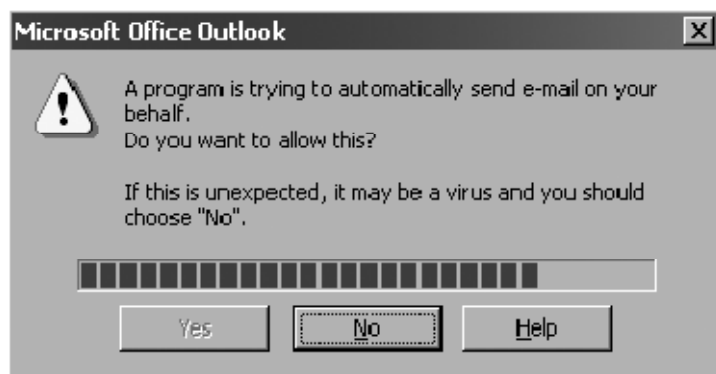 Microsoft Office Outlook
A program is trying to automatically send e-mail on your
behalf.
Do you want to allow this?
If this is unexpected, it may be a virus and you should
choose "No".
Yes No Help